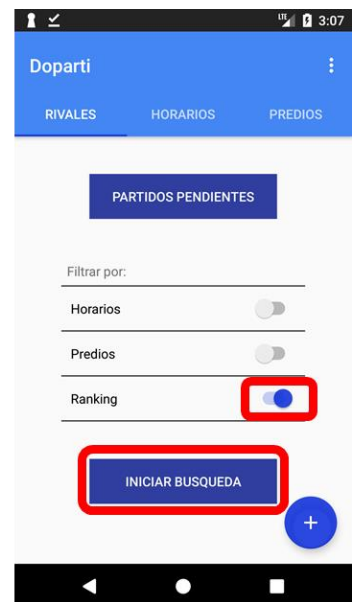 LTE 3:07
Doparti
RIVALES HORARIOS PREDIOS
PARTIDOS PENDIENTES
Filtrar por:
Horarios
Predios
Ranking
INICIAR BUSQUEDA
+